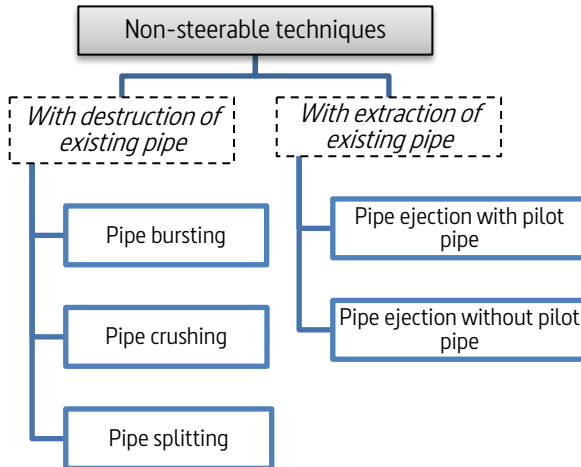 Non-steerable techniques
With destruction of
existing pipe
With extraction of
existing pipe
Pipe bursting
Pipe crushing
Pipe splitting
Pipe ejection with pilot
pipe
Pipe ejection without pilot
pipe